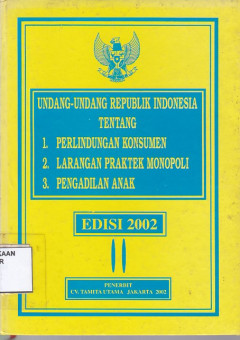 UNDANG-UNDANG REPUBLIK INDONESIA
TENTANG
1. PERLINDUNGAN KONSUMEN
2. LARANGAN PRAKTEK MONOPOLI
3. PENGADILAN ANAK
EDISI 2002
PENERBIT
CV. TAMITA UTAMA JAKARTA 2002
KAAN
R